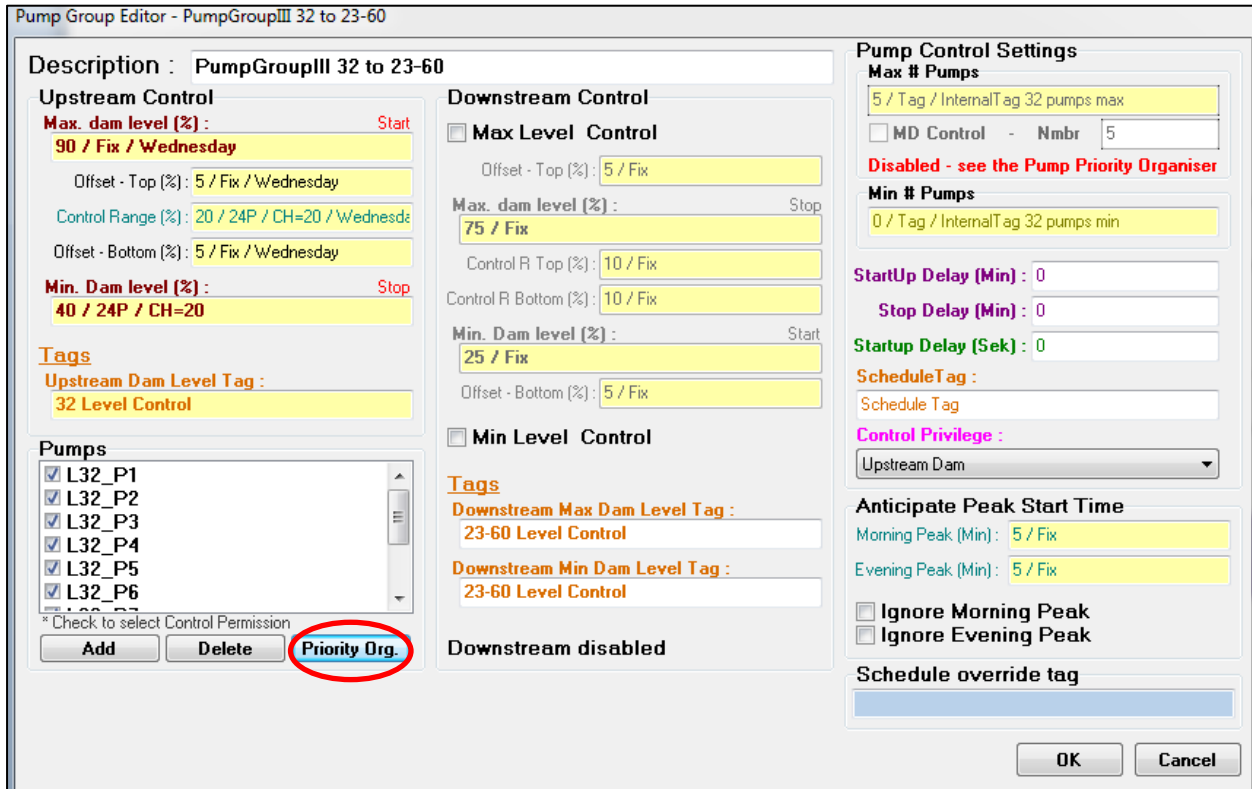 Pump Group Editor - PumpGroupIII 32 to 23-60
Description : PumpGroupIII 32 to 23-60
Upstream Control
Max. dam level (%) : Start
90 / Fix / Wednesday
Offset - Top (%) : 5 / Fix / Wednesday
Control Range (%) : 20 / 24P / CH=20 / Wednesda
Offset - Bottom (%) : 5 / Fix / Wednesday
Min. Dam level (%) : Stop
40 / 24P / CH=20
Tags
Upstream Dam Level Tag :
32 Level Control
Pumps
L32_P1
L32_P2
L32_P3
L32_P4
L32_P5
L32_P6
* Check to select Control Permission
Add Delete Priority Org.
Downstream Control
Max Level Control
Offset - Top (%) : 5 / Fix
Max. dam level (%) : Stop
75 / Fix
Control R Top (%) : 10 / Fix
Control R Bottom (%) : 10 / Fix
Min. Dam level (%) : Start
25 / Fix
Offset - Bottom (%) : 5 / Fix
Min Level Control
Tags
Downstream Max Dam Level Tag :
23-60 Level Control
Downstream Min Dam Level Tag :
23-60 Level Control
Downstream disabled
Pump Control Settings
Max # Pumps
5 / Tag / InternalTag 32 pumps max
MD Control - Nmbr 5
Disabled - see the Pump Priority Organiser
Min # Pumps
0 / Tag / InternalTag 32 pumps min
StartUp Delay (Min) : 0
Stop Delay (Min) : 0
Startup Delay (Sek) : 0
ScheduleTag :
Schedule Tag
Control Privilege :
Upstream Dam
Anticipate Peak Start Time
Morning Peak (Min) : 5 / Fix
Evening Peak (Min) : 5 / Fix
Ignore Morning Peak
Ignore Evening Peak
Schedule override tag
OK Cancel